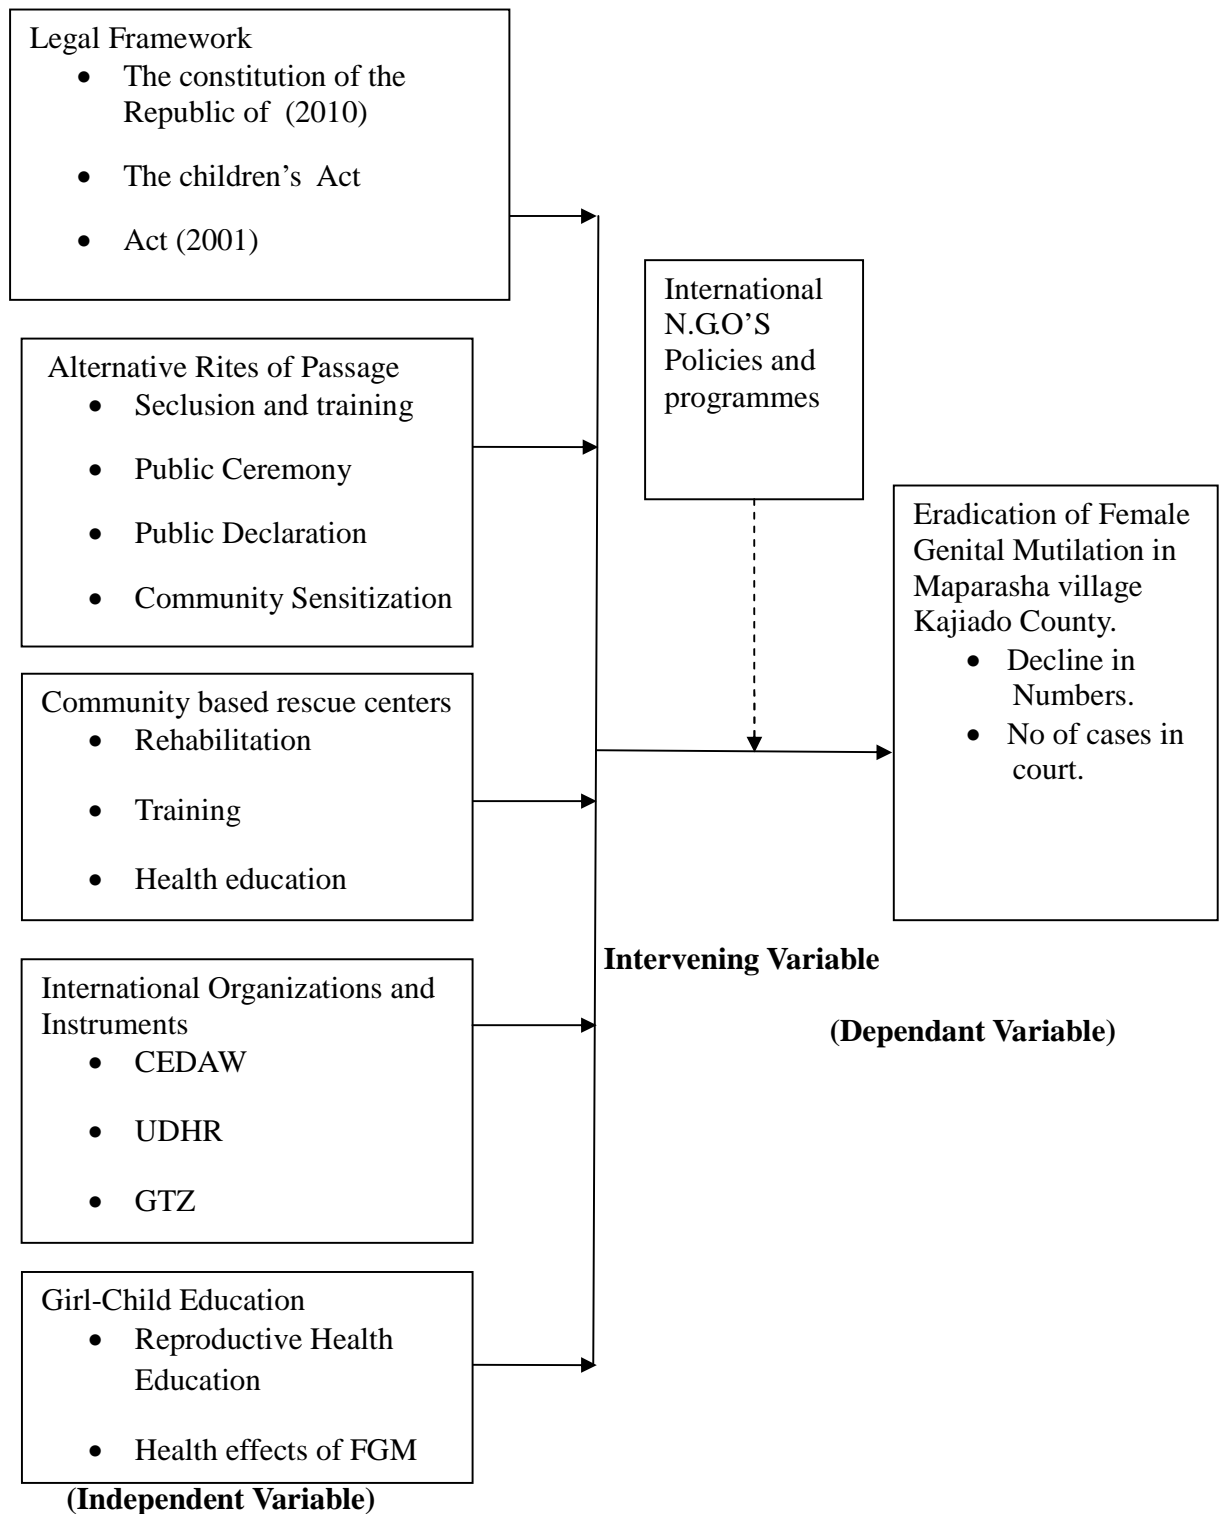 Legal Framework
• The constitution of the
Republic of (2010)
• The children’s Act
• Act (2001)
Alternative Rites of Passage
• Seclusion and training
• Public Ceremony
• Public Declaration
• Community Sensitization
Community based rescue centers
• Rehabilitation
• Training
• Health education
International Organizations and
Instruments
• CEDAW
• UDHR
• GTZ
Girl-Child Education
• Reproductive Health
Education
• Health effects of FGM
(Independent Variable)
International
N.G.O’S
Policies and
programmes
Intervening Variable
Eradication of Female
Genital Mutilation in
Maparasha village
Kajiado County.
• Decline in
Numbers.
• No of cases in
court.
(Dependant Variable)